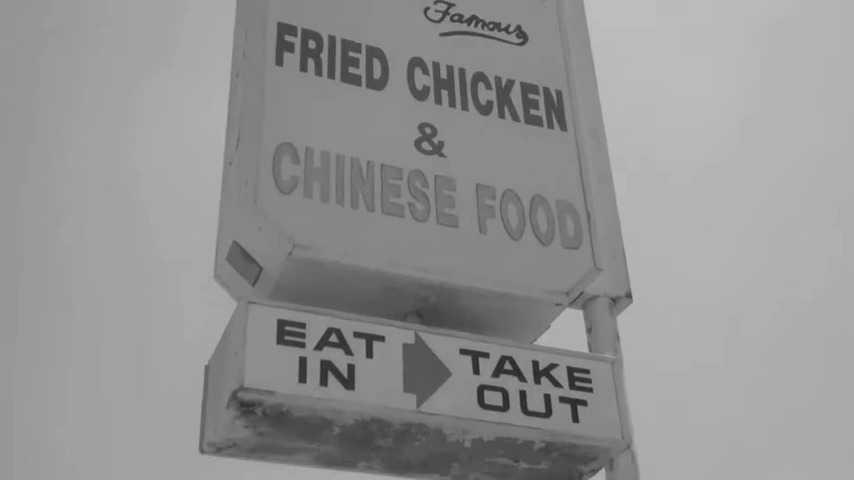 Famous
FRIED CHICKEN
&
CHINESE FOOD
EAT IN
TAKE OUT